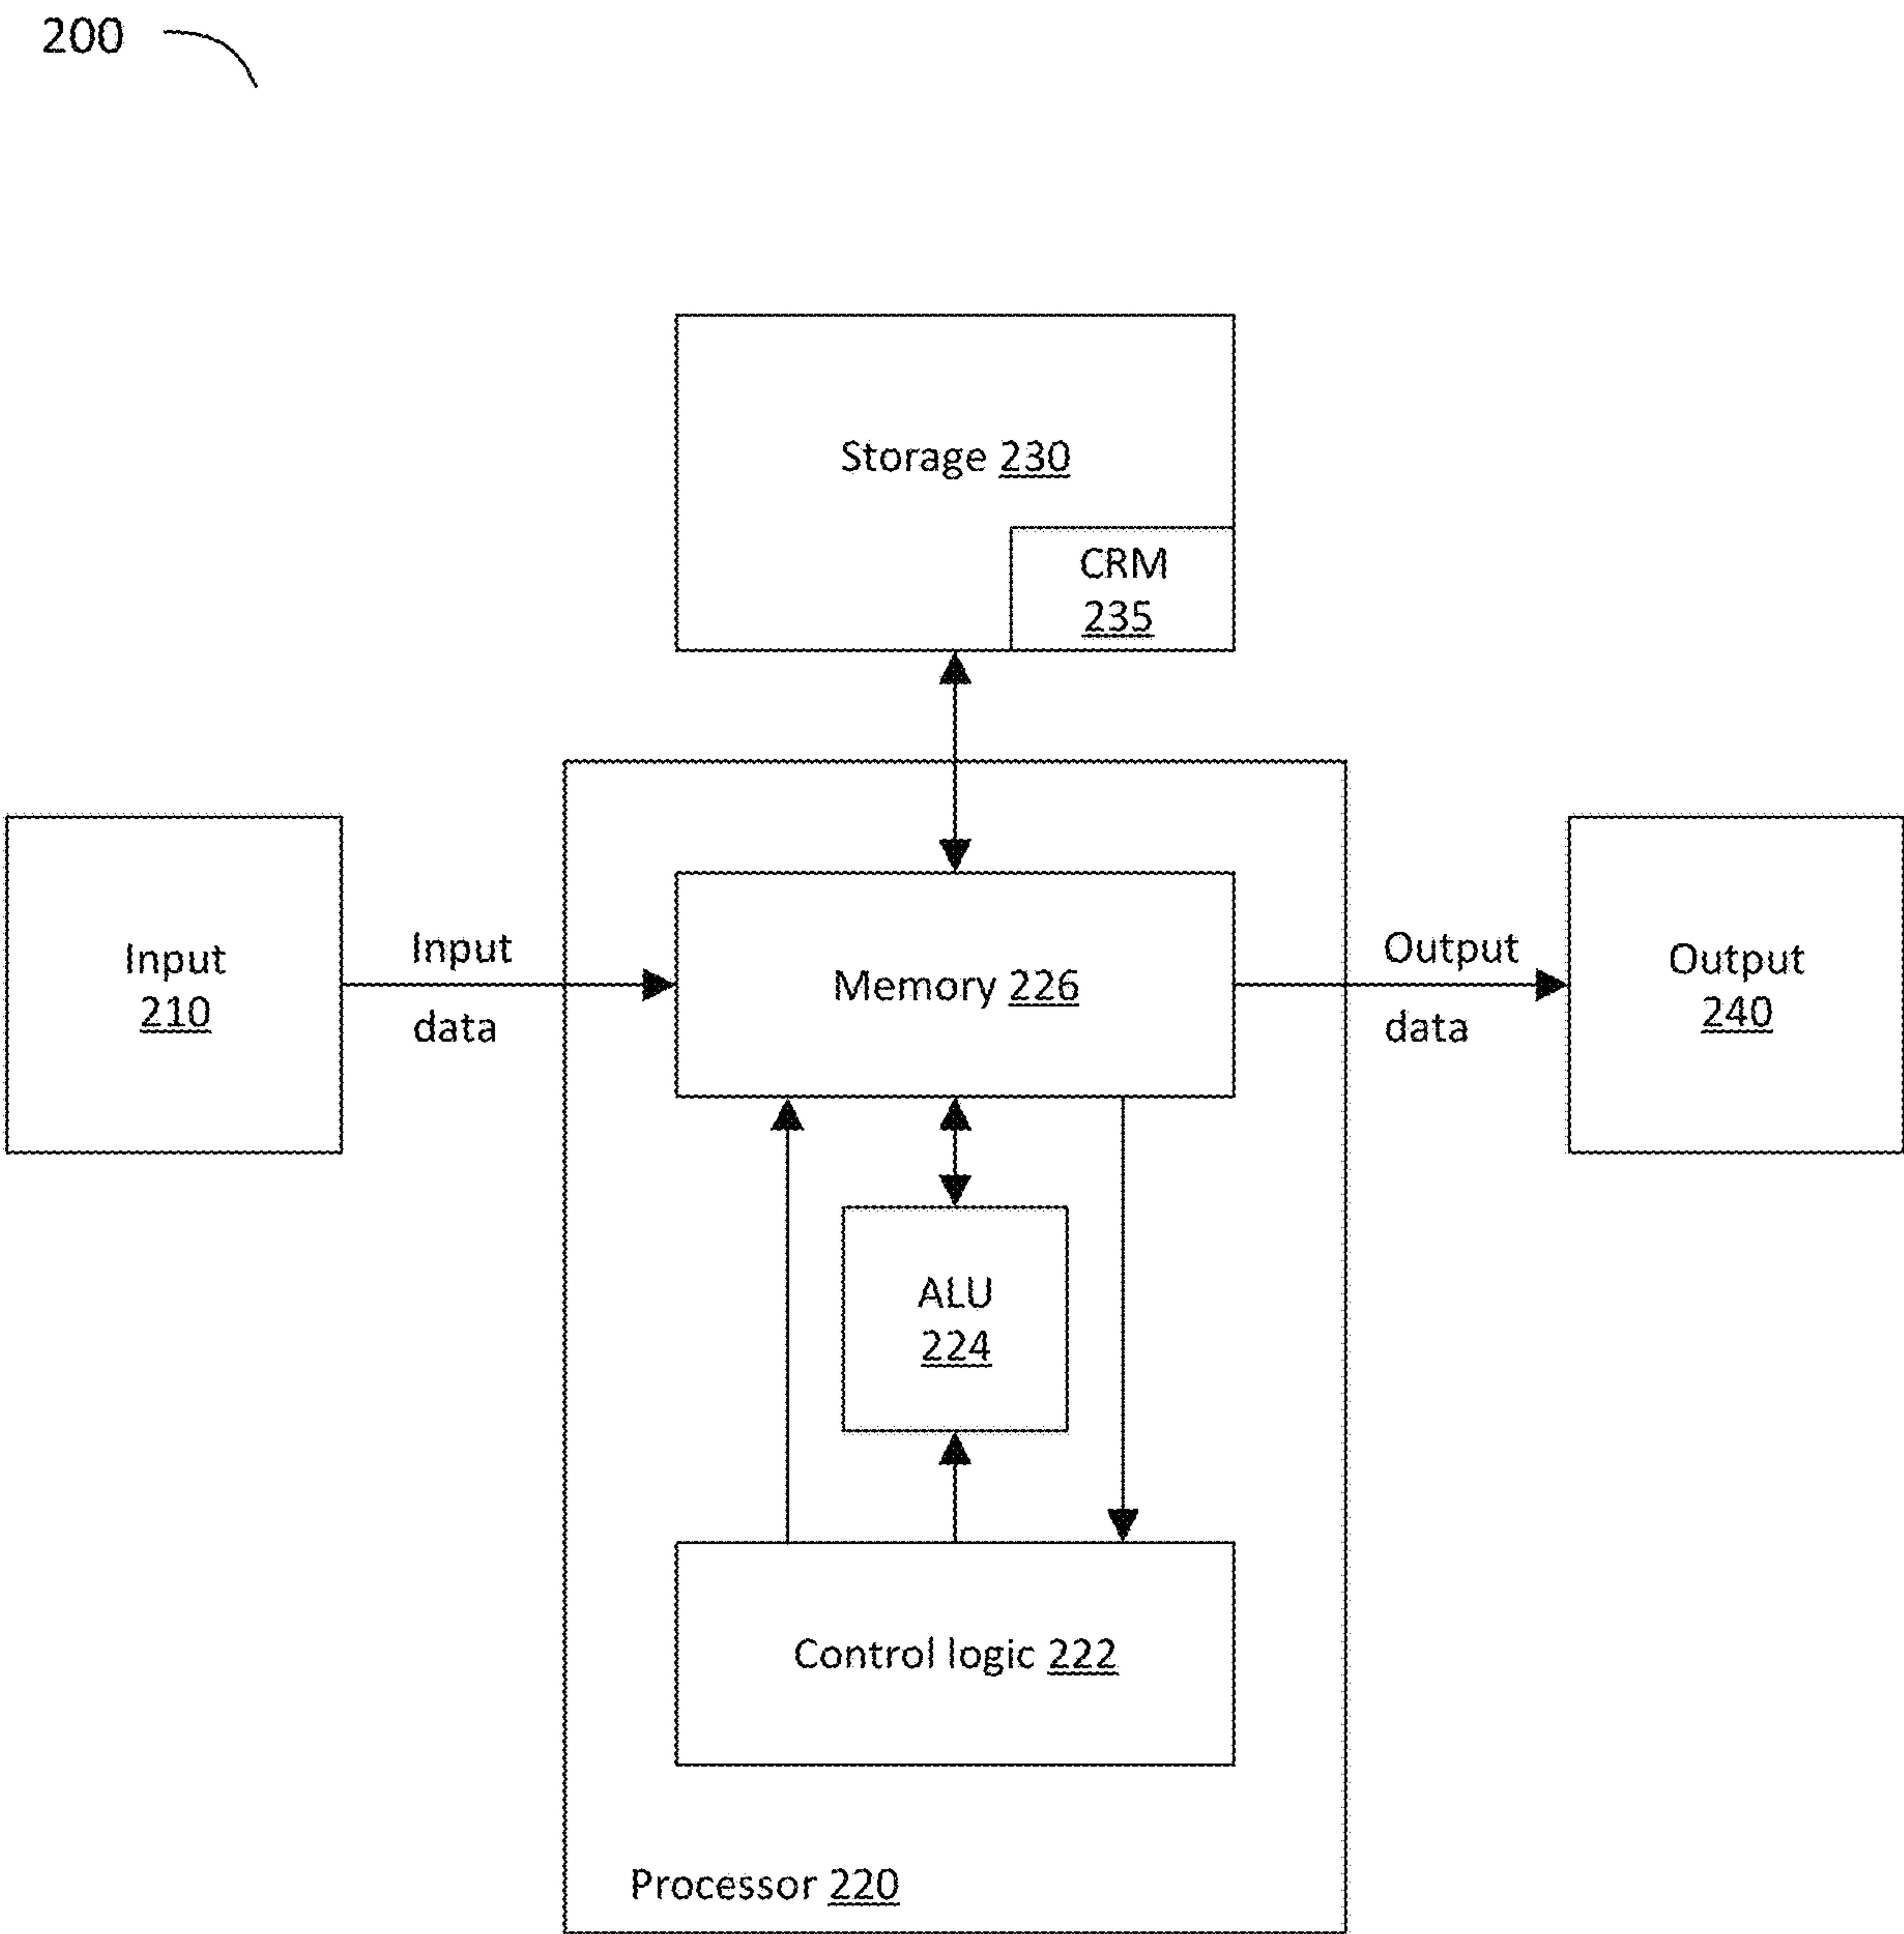 200
Storage 230
CRM
235
Input
210
Input
data
Memory 226
Output
data
Output
240
ALU
224
Control logic 222
Processor 220